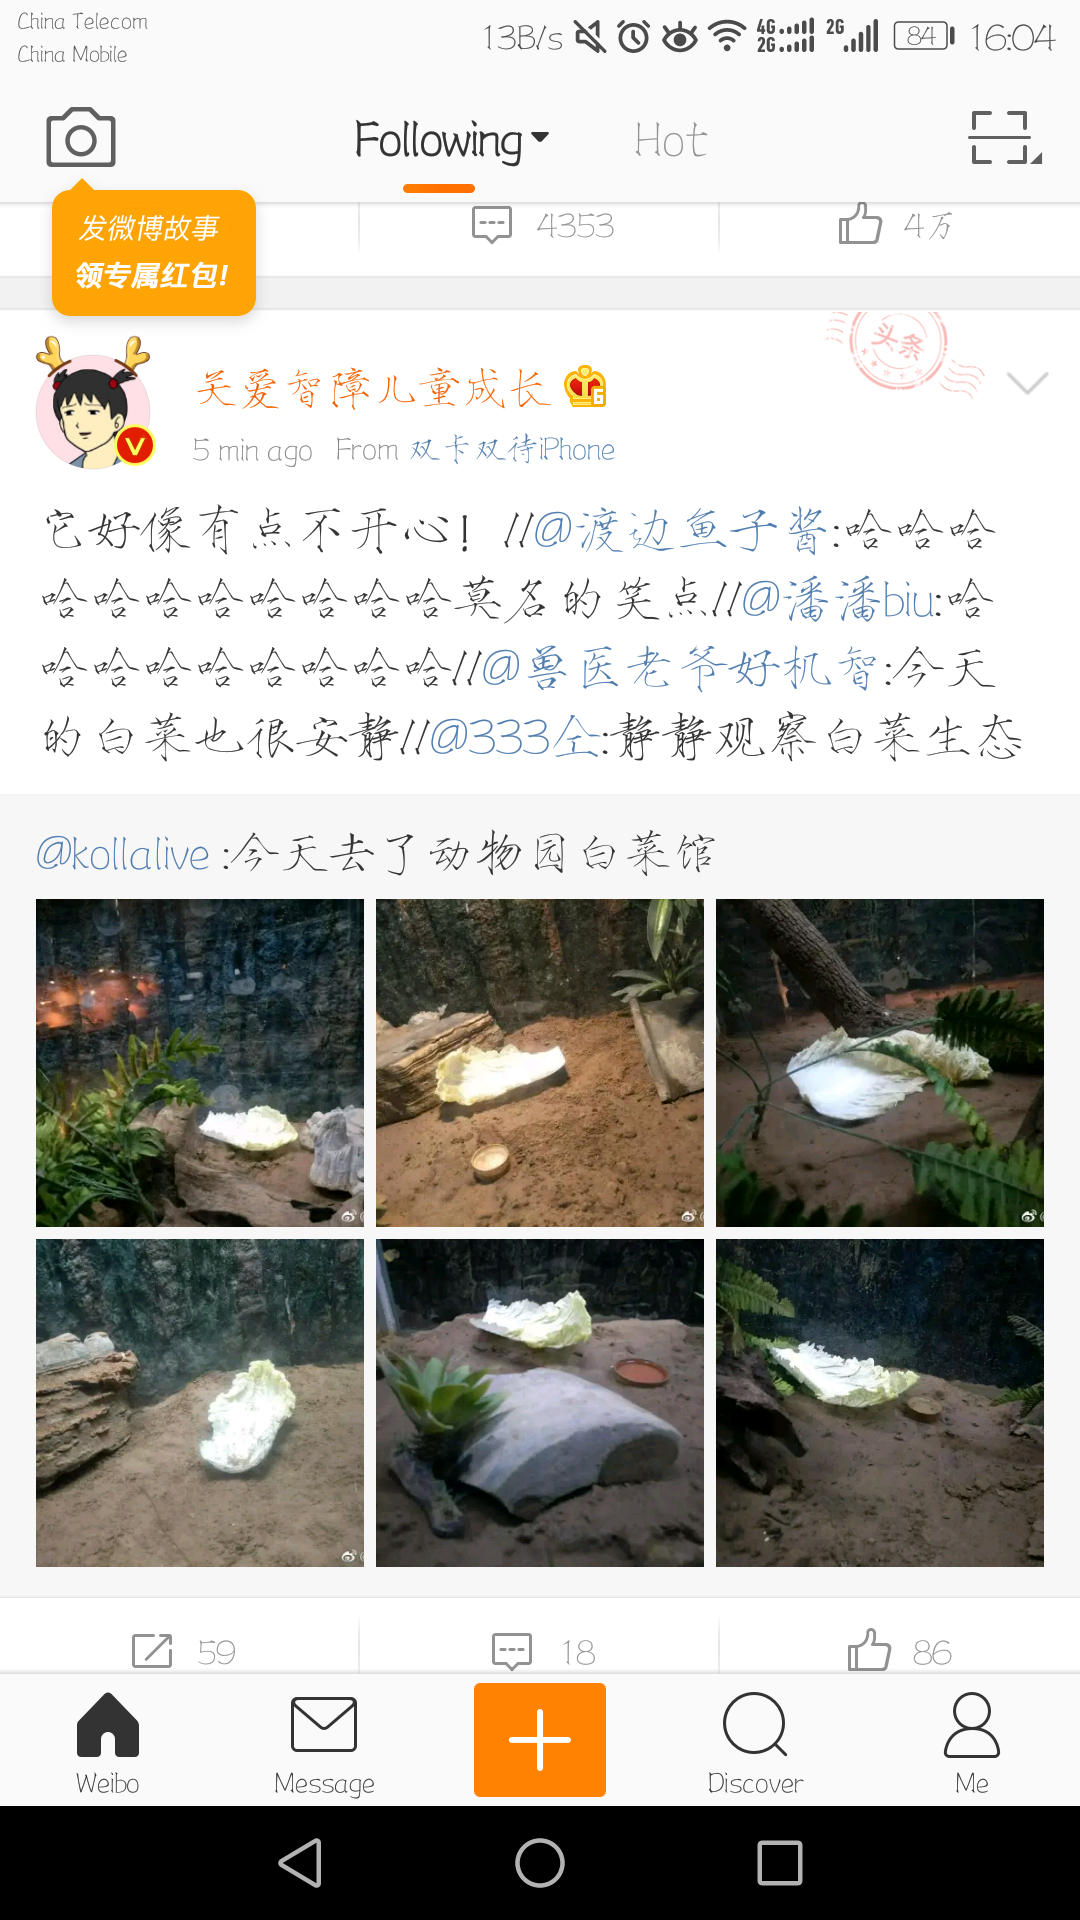 China Telecom
China Mobile
13B/s 4G 2G 2G 84 16:04
Following Hot
发微博故事
领专属红包!
4353 4万
头条
关爱智障儿童成长 6
V
5 min ago From 双卡双待iPhone
它好像有点不开心！//@渡边鱼子酱:哈哈哈
哈哈哈哈哈哈哈哈莫名的笑点//@潘潘biu:哈
哈哈哈哈哈哈哈哈//@兽医老爷好机智:今天
的白菜也很安静//@333仝:静静观察白菜生态
@kollalive :今天去了动物园白菜馆
59 18 86
Weibo Message Discover Me